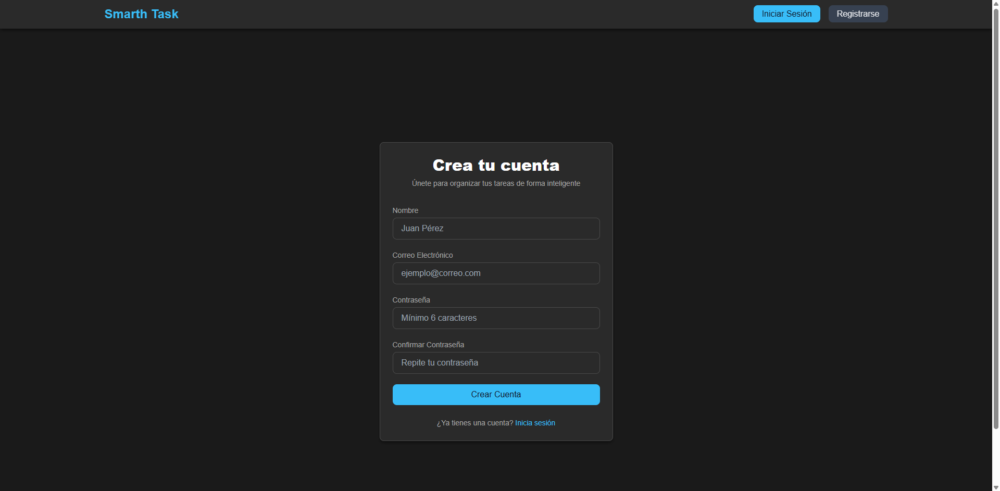 Smarth Task
Iniciar Sesión
Registrarse
Crea tu cuenta
Únete para organizar tus tareas de forma inteligente
Nombre
Juan Pérez
Correo Electrónico
ejemplo@correo.com
Contraseña
Mínimo 6 caracteres
Confirmar Contraseña
Repite tu contraseña
Crear Cuenta
¿Ya tienes una cuenta? Inicia sesión